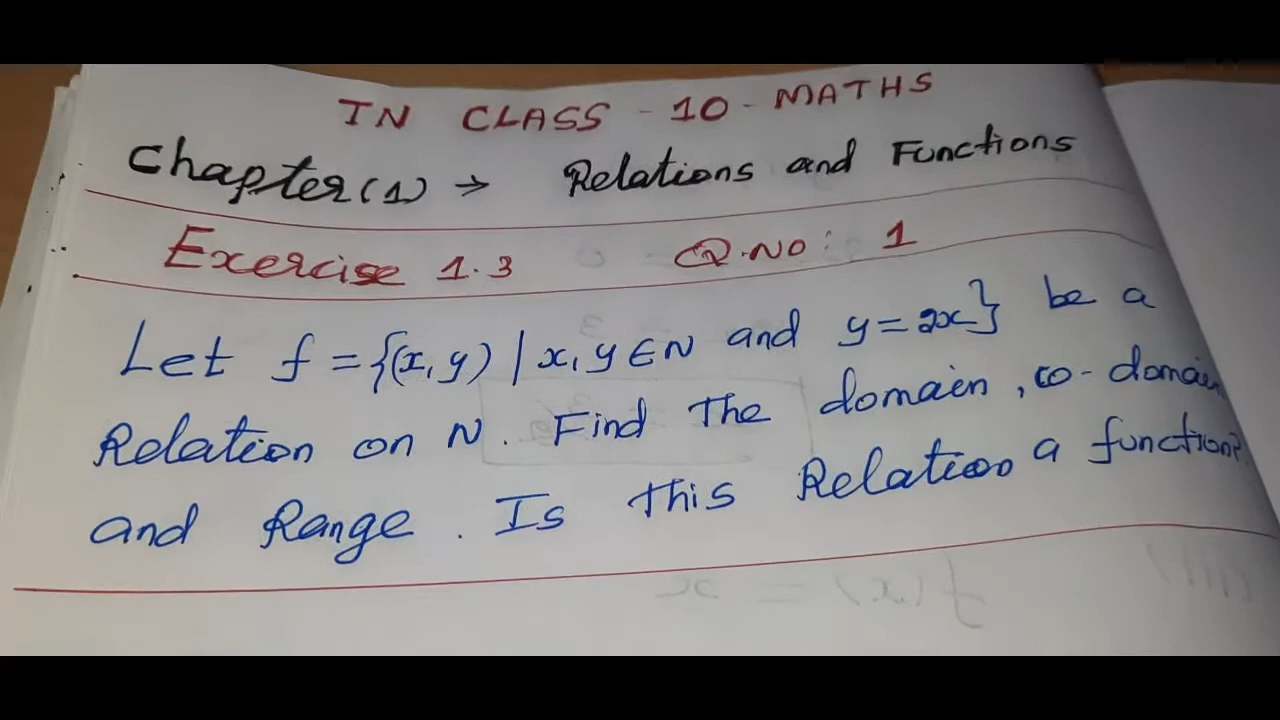 TN CLASS - 10 - MATHS
Chapter (1) → Relations and Functions
Exercise 1.3 Q.NO: 1
Let f = {(x, y) | x, y ∈ N and y = 2x} be a
Relation on N. Find the domain, co-domain
and Range. Is this Relation a function?
f(x) = x
(iii)